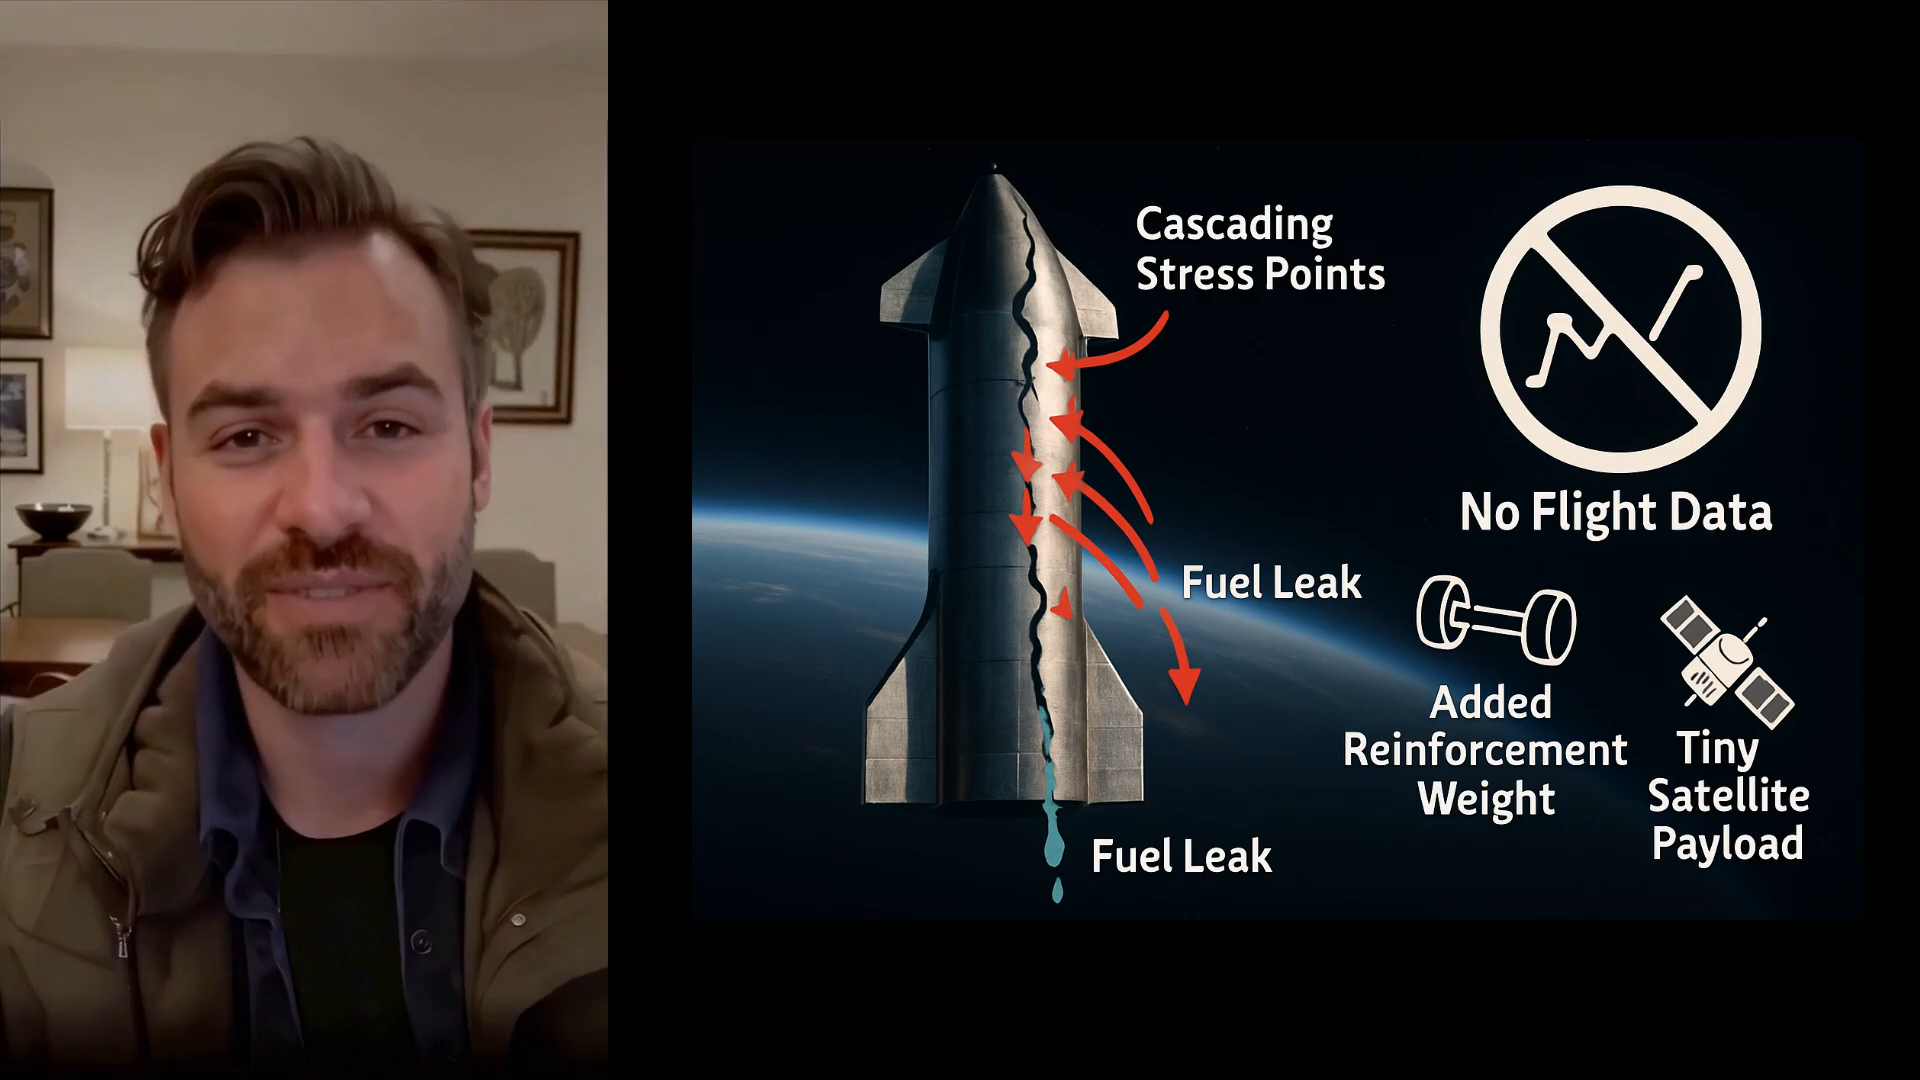 Cascading
Stress Points
No Flight Data
Fuel Leak
Added
Reinforcement
Weight
Tiny
Satellite
Payload
Fuel Leak